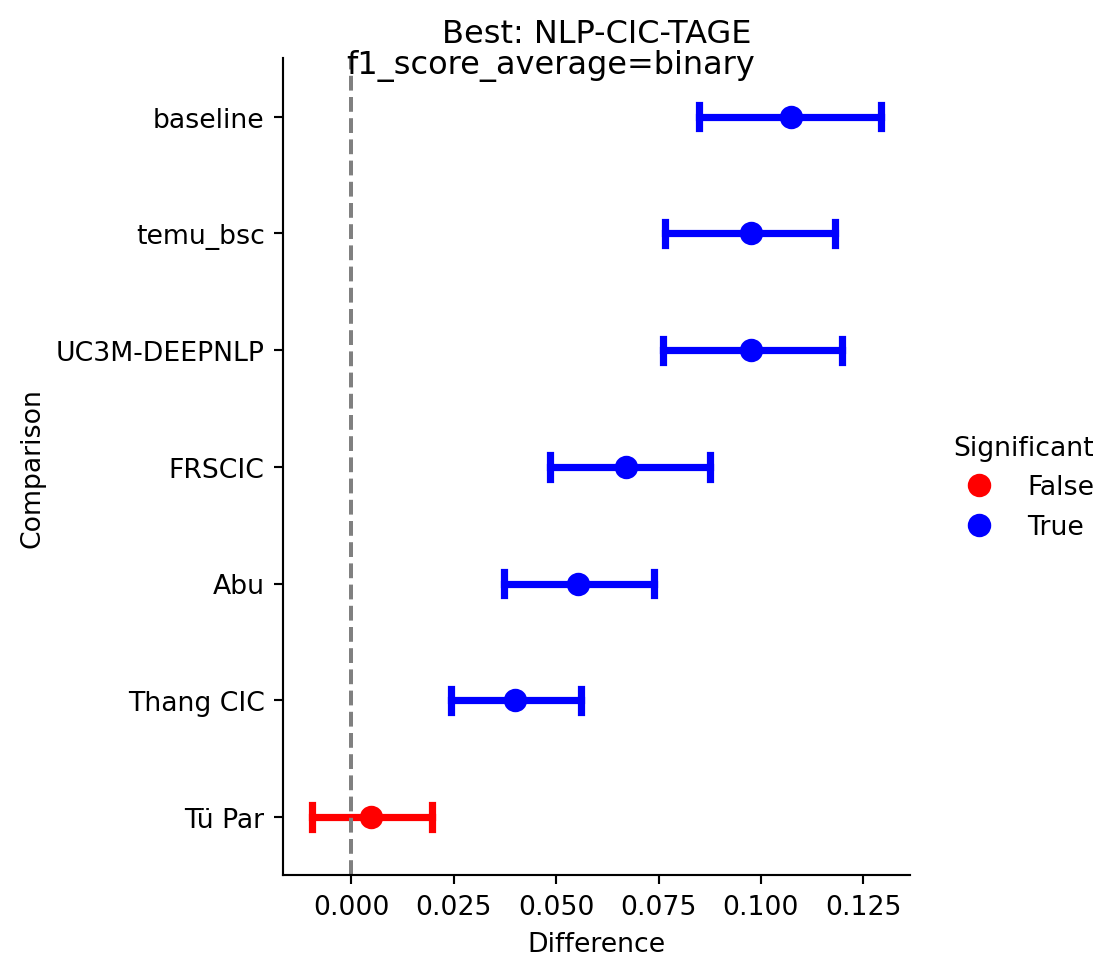 Best: NLP-CIC-TAGE
f1_score_average=binary
baseline
temu_bsc
UC3M-DEEPNLP
FRSCIC
Abu
Thang CIC
Tü Par
Comparison
Significant
False
True
0.000 0.025 0.050 0.075 0.100 0.125
Difference